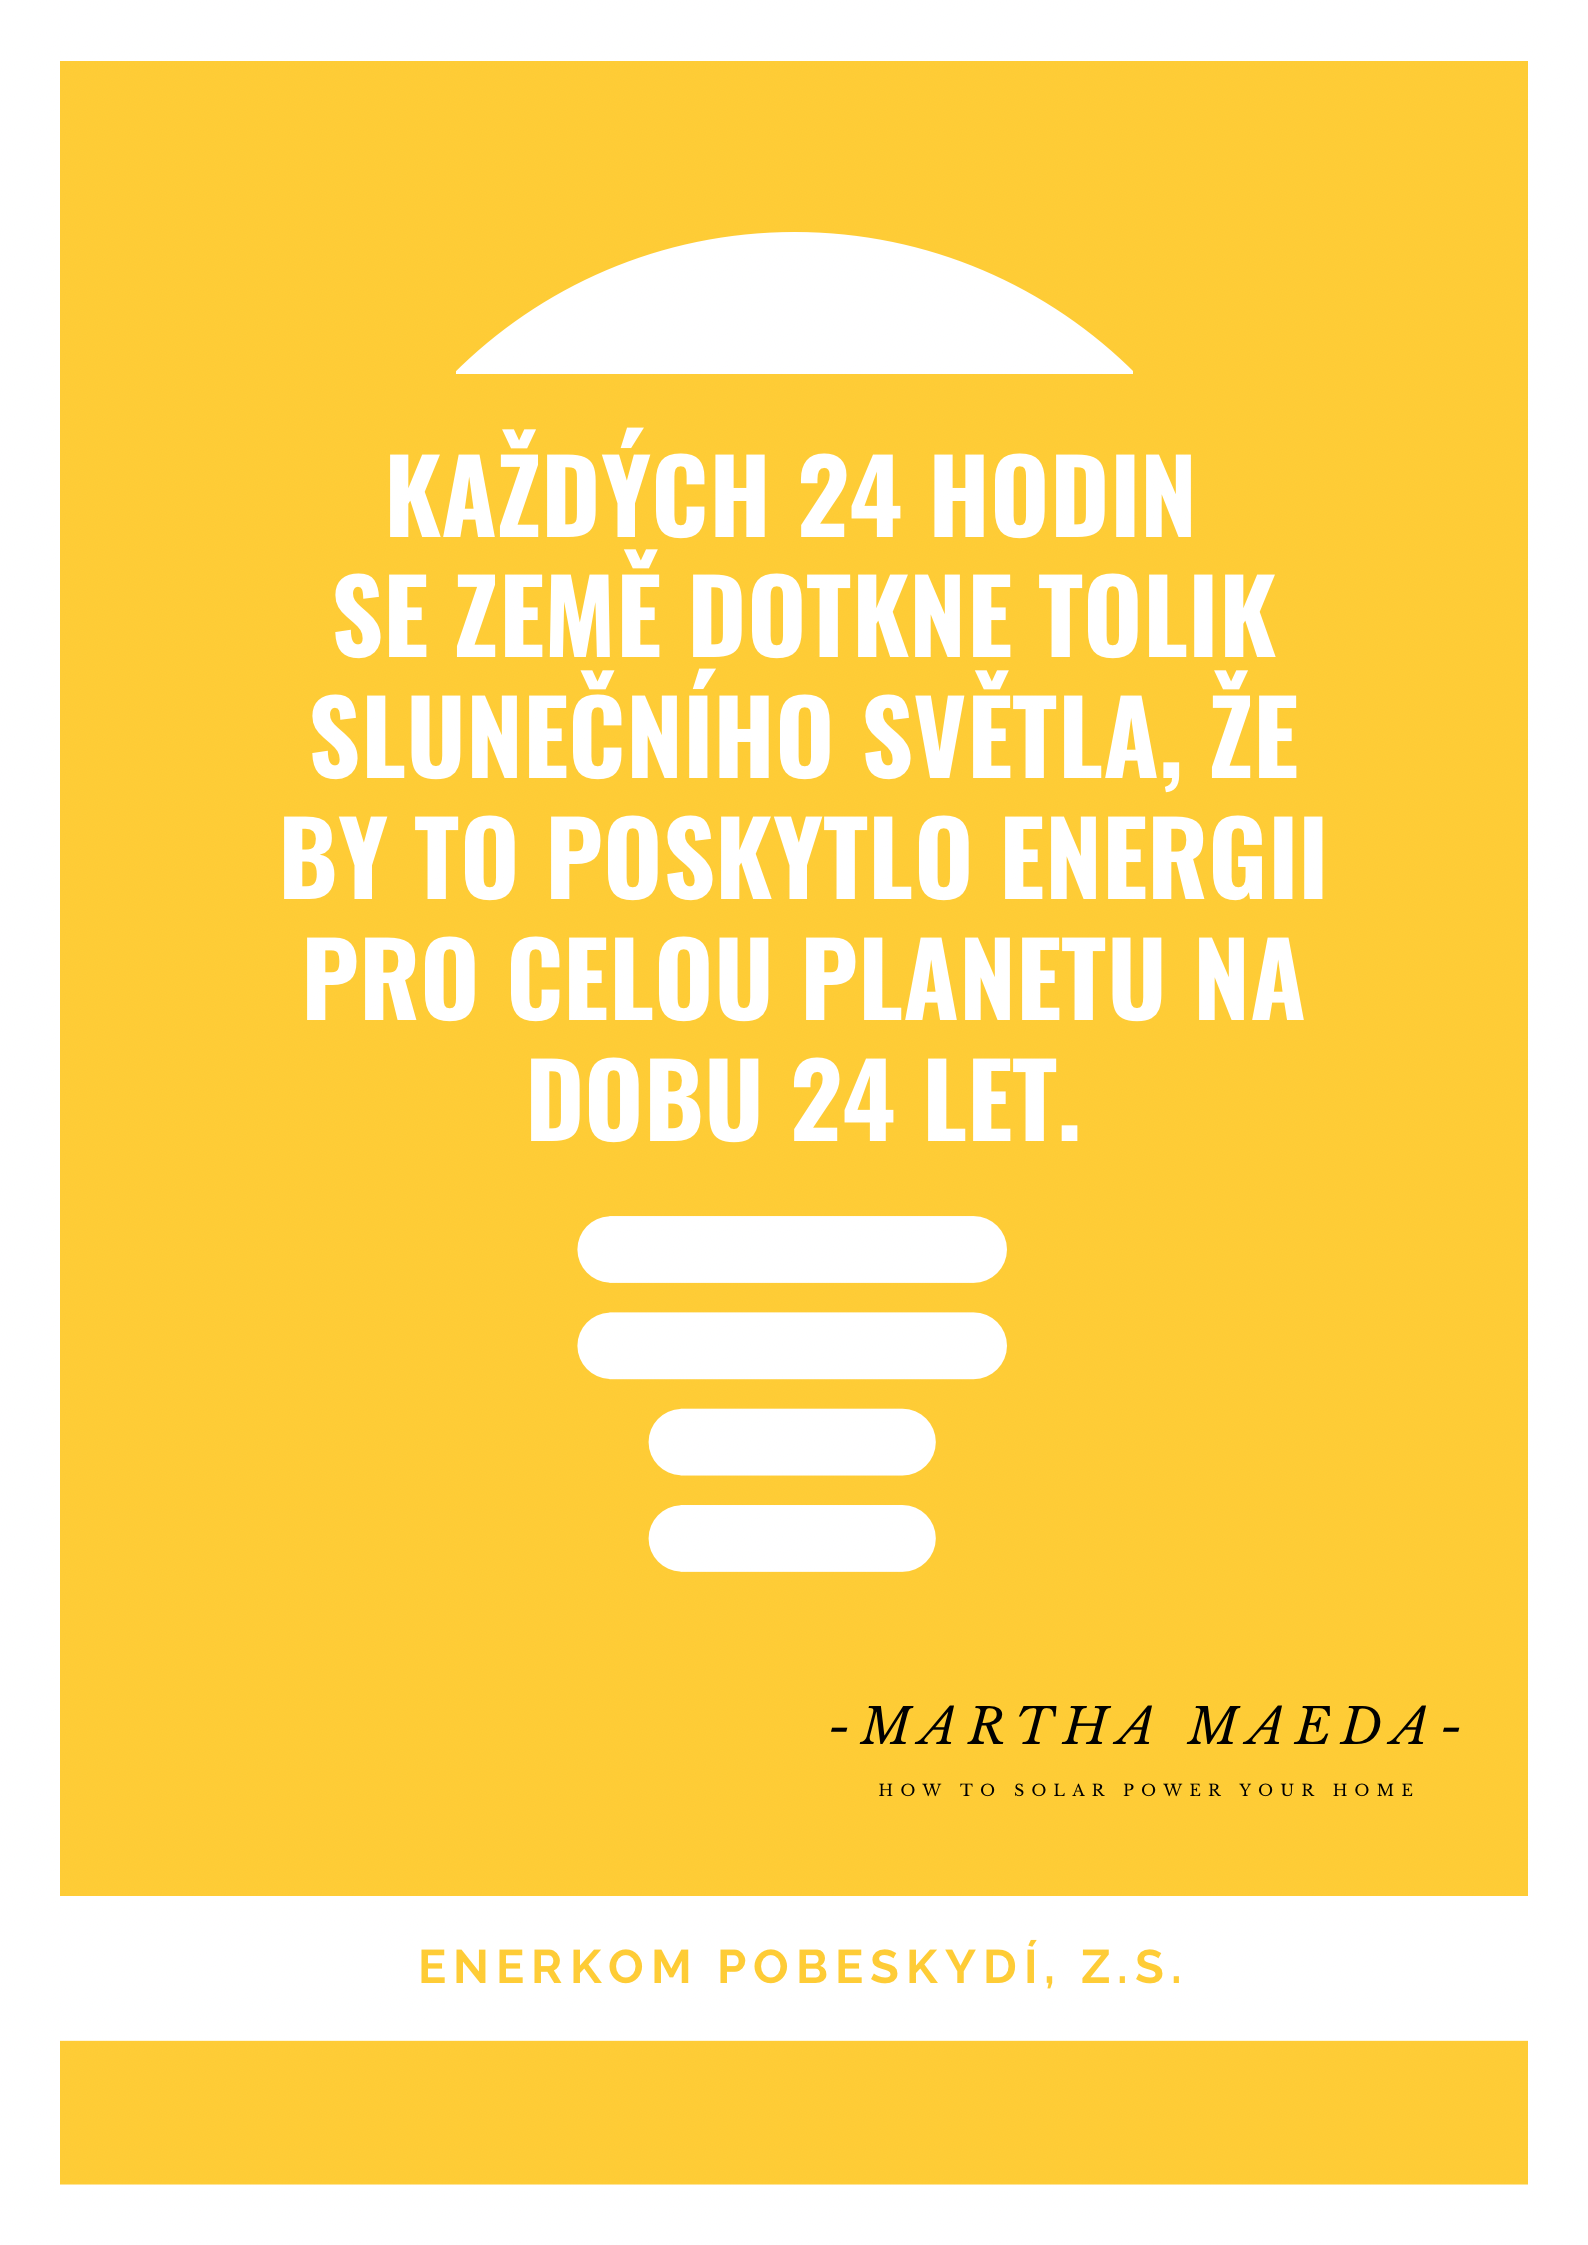 KAŽDÝCH 24 HODIN
SE ZEMĚ DOTKNE TOLIK
SLUNEČNÍHO SVĚTLA, ŽE
BY TO POSKYTLO ENERGII
PRO CELOU PLANETU NA
DOBU 24 LET.
-MARTHA MAEDA-
HOW TO SOLAR POWER YOUR HOME
ENERKOM POBESKYDÍ, Z.S.